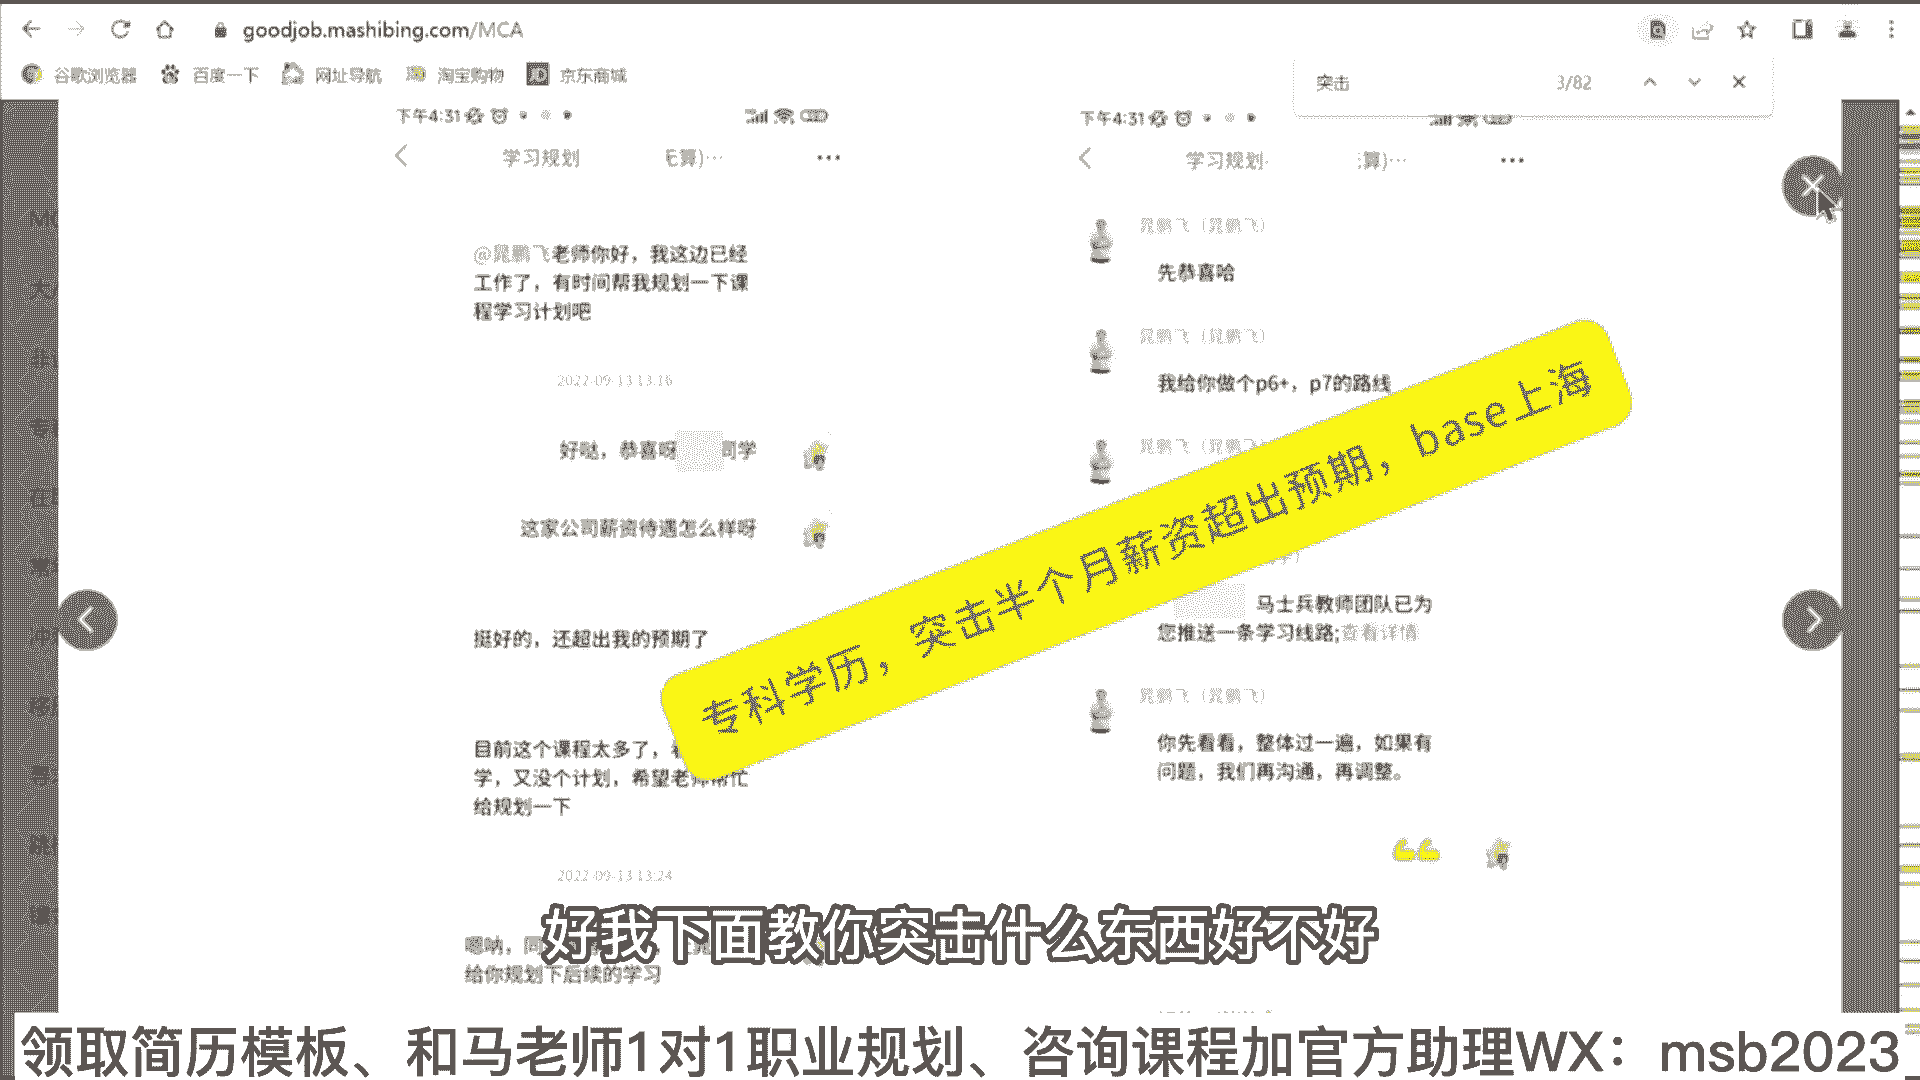 goodjob.mashibing.com/MCA
谷歌浏览器 百度一下 网址导航 淘宝购物 京东商城
突击 3/82
下午4:31
学习规划
@晁鹏飞老师你好，我这边已经
工作了，有时间帮我规划一下课
程学习计划吧
2022-09-13 13:16
好哒，恭喜呀 同学
这家公司薪资待遇怎么样呀
挺好的，还超出我的预期了
目前这个课程太多了，
学，又没个计划，希望老师帮忙
给规划一下
2022-09-13 13:24
给你规划下后续的学习
下午4:31
学习规划
晁鹏飞（晁鹏飞）
先恭喜哈
晁鹏飞（晁鹏飞）
我给你做个p6+，p7的路线
晁鹏飞（晁鹏飞）
马士兵教师团队已为
您推送一条学习线路;查看详情
晁鹏飞（晁鹏飞）
你先看看，整体过一遍，如果有
问题，我们再沟通，再调整。
专科学历，突击半个月薪资超出预期，base上海
好我下面教你突击什么东西好不好
领取简历模板、和马老师1对1职业规划、咨询课程加官方助理WX：msb2023